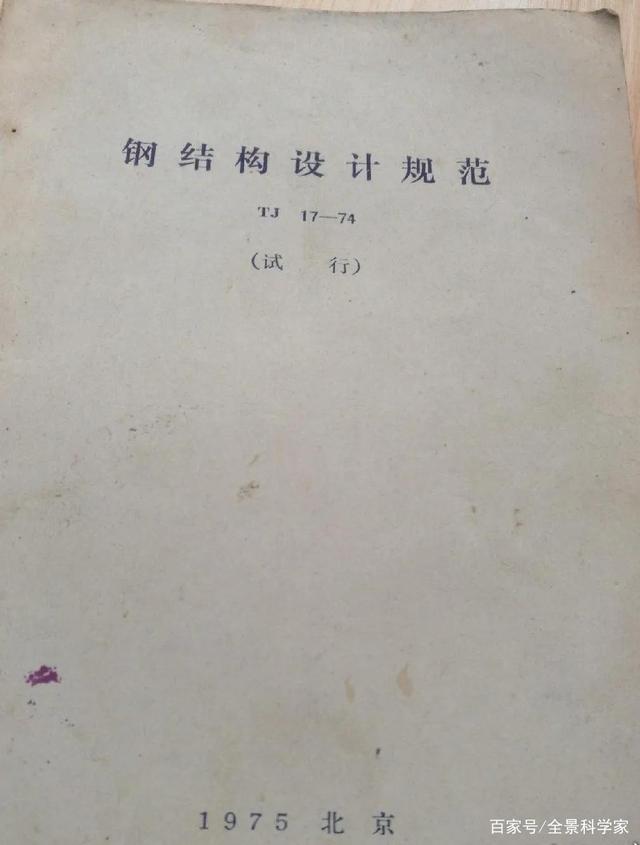 钢结构设计规范
TJ 17—74
（试 行）
1975 北京
百家号/全景科学家